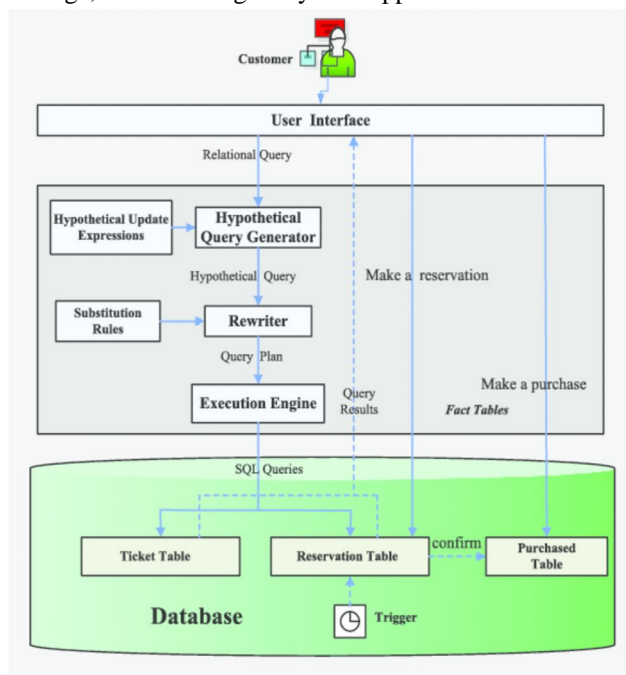 Customer
User Interface
Relational Query
Hypothetical Update
Expressions
Hypothetical
Query Generator
Hypothetical Query
Make a reservation
Substitution
Rules
Rewriter
Query Plan
Make a purchase
Execution Engine
Query
Results
Fact Tables
SQL Queries
confirm
Ticket Table
Reservation Table
Purchased
Table
Database
Trigger